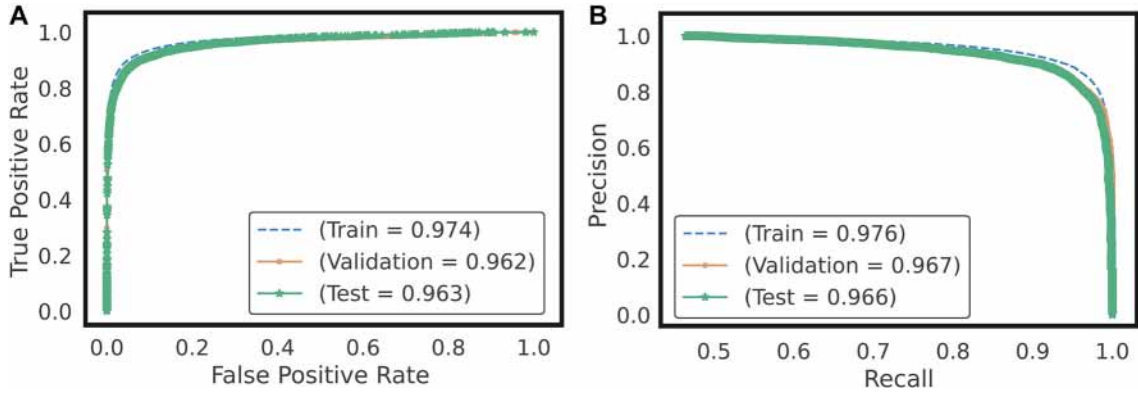 A
True Positive Rate
1.0
0.8
0.6
0.4
0.2
0.0
(Train = 0.974)
(Validation = 0.962)
(Test = 0.963)
0.0 0.2 0.4 0.6 0.8 1.0
False Positive Rate
B
Precision
1.0
0.8
0.6
0.4
0.2
0.0
(Train = 0.976)
(Validation = 0.967)
(Test = 0.966)
0.5 0.6 0.7 0.8 0.9 1.0
Recall